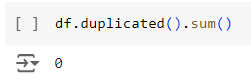 [ ] df.duplicated().sum()
0